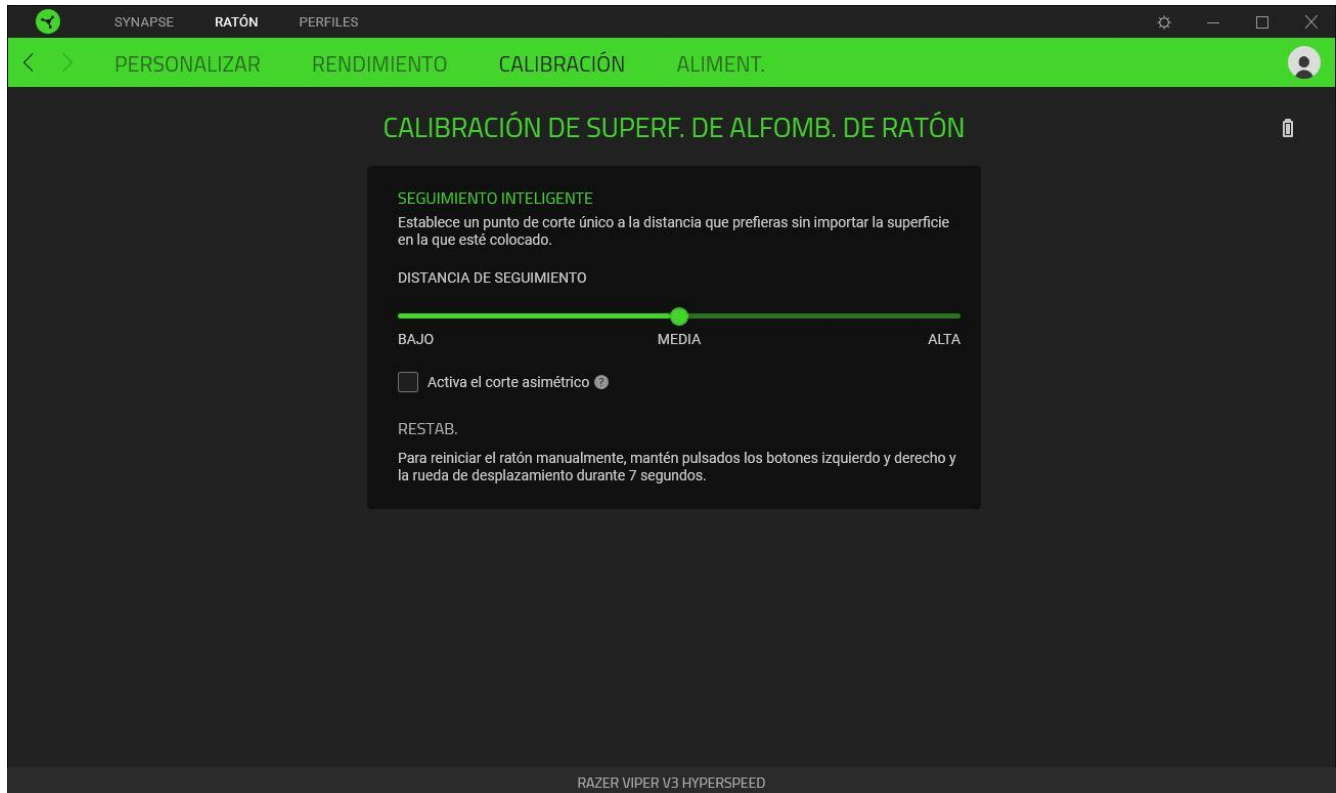 SYNAPSE RATÓN PERFILES
PERSONALIZAR RENDIMIENTO CALIBRACIÓN ALIMENT.
CALIBRACIÓN DE SUPERF. DE ALFOMB. DE RATÓN
SEGUIMIENTO INTELIGENTE
Establece un punto de corte único a la distancia que prefieras sin importar la superficie
en la que esté colocado.
DISTANCIA DE SEGUIMIENTO
BAJO MEDIA ALTA
Activa el corte asimétrico ?
RESTAB.
Para reiniciar el ratón manualmente, mantén pulsados los botones izquierdo y derecho y
la rueda de desplazamiento durante 7 segundos.
RAZER VIPER V3 HYPERSPEED